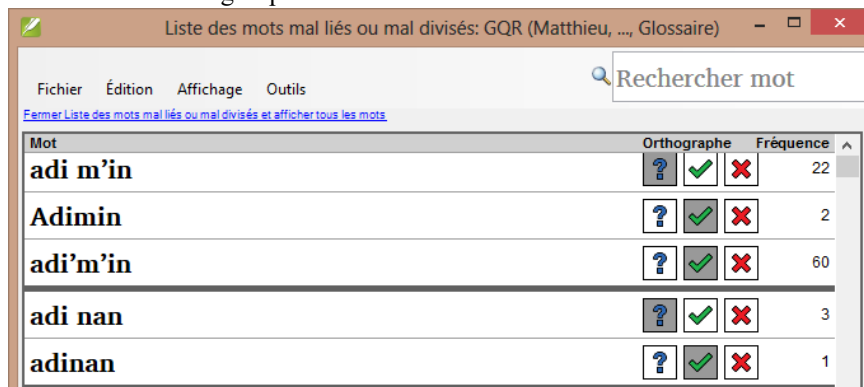 Liste des mots mal liés ou mal divisés: GQR (Matthieu, ..., Glossaire)
Rechercher mot
Fichier Édition Affichage Outils
Fermer Liste des mots mal liés ou mal divisés et afficher tous les mots
Mot Orthographe Fréquence
adi m’in 22
Adimin 2
adi’m’in 60
adi nan 3
adinan 1